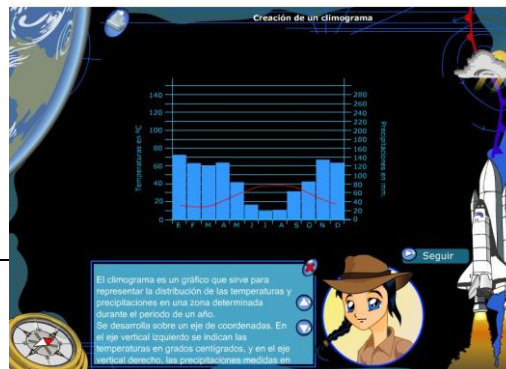 Creación de un climograma
140
120
100
80
60
40
20
0
Temperaturas en ºC
280
260
240
220
200
180
160
140
120
100
80
60
40
20
0
Precipitaciones en mm.
E F M A M J J A S O N D
Seguir
El climograma es un gráfico que sirve para
representar la distribución de las temperaturas y
precipitaciones en una zona determinada
durante el periodo de un año.
Se desarrolla sobre un eje de coordenadas. En
el eje vertical izquierdo se indican las
temperaturas en grados centígrados, y en el eje
vertical derecho, las precipitaciones medidas en